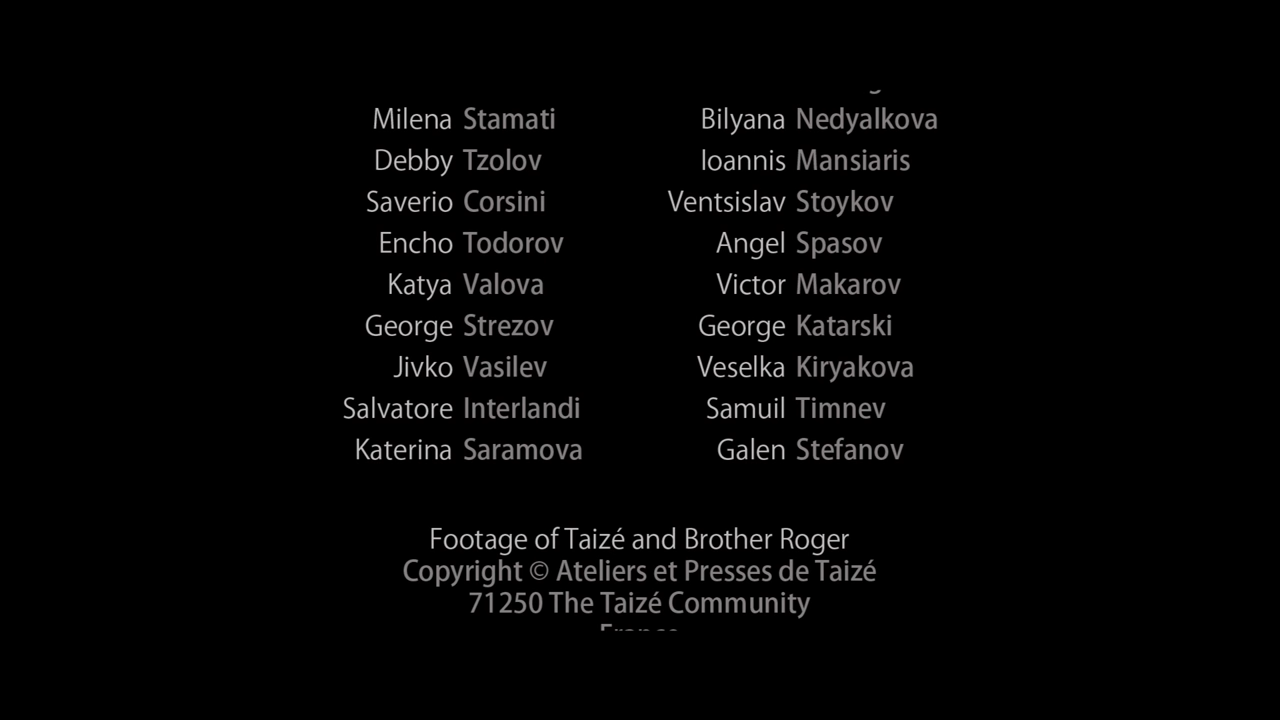 Milena Stamati Bilyana Nedyalkova
Debby Tzolov Ioannis Mansiaris
Saverio Corsini Ventsislav Stoykov
Encho Todorov Angel Spasov
Katya Valova Victor Makarov
George Strezov George Katarski
Jivko Vasilev Veselka Kiryakova
Salvatore Interlandi Samuil Timnev
Katerina Saramova Galen Stefanov
Footage of Taizé and Brother Roger
Copyright © Ateliers et Presses de Taizé
71250 The Taizé Community
France